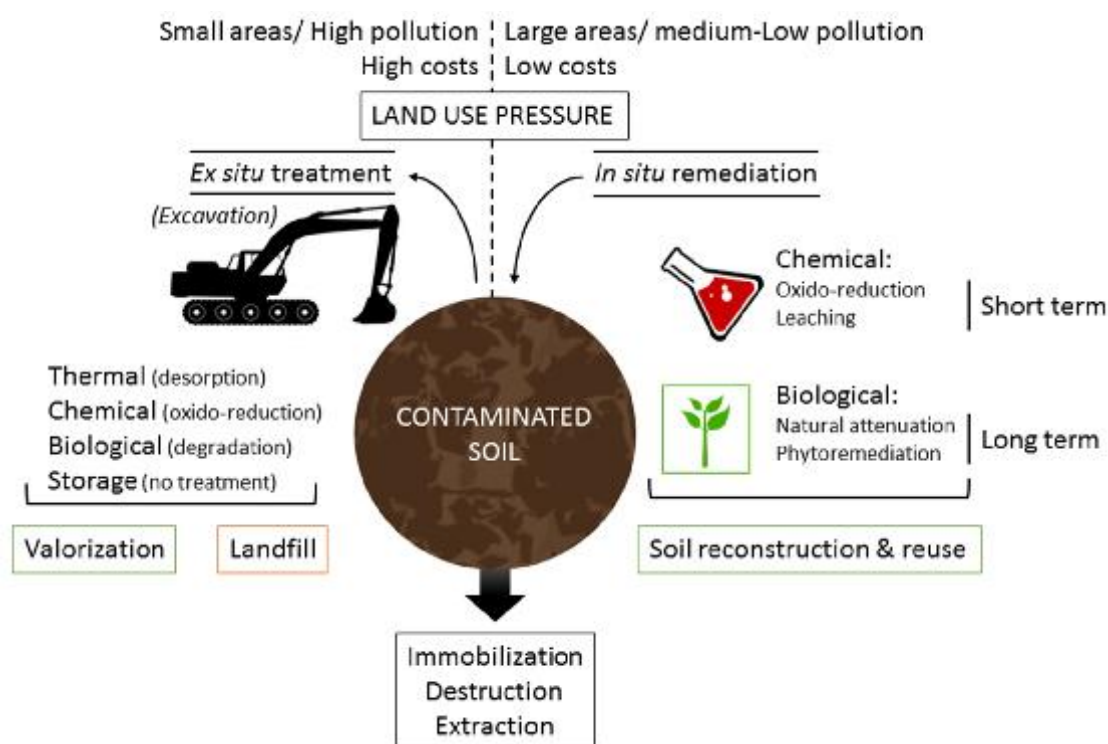 Small areas/ High pollution
High costs
Large areas/ medium-Low pollution
Low costs
LAND USE PRESSURE
Ex situ treatment
(Excavation)
In situ remediation
Chemical:
Oxido-reduction
Leaching
Short term
Thermal (desorption)
Chemical (oxido-reduction)
Biological (degradation)
Storage (no treatment)
CONTAMINATED
SOIL
Biological:
Natural attenuation
Phytoremediation
Long term
Valorization
Landfill
Soil reconstruction & reuse
Immobilization
Destruction
Extraction